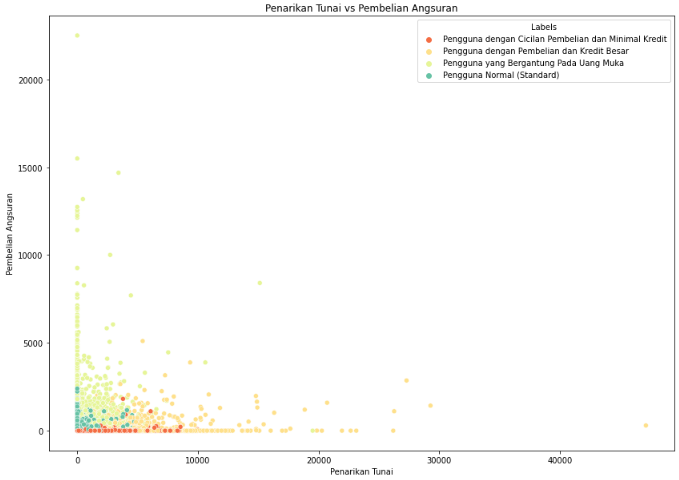 Penarikan Tunai vs Pembelian Angsuran
Labels
Pengguna dengan Cicilan Pembelian dan Minimal Kredit
Pengguna dengan Pembelian dan Kredit Besar
Pengguna yang Bergantung Pada Uang Muka
Pengguna Normal (Standard)
20000
15000
10000
5000
0
Pembelian Angsuran
0
10000
20000
30000
40000
Penarikan Tunai